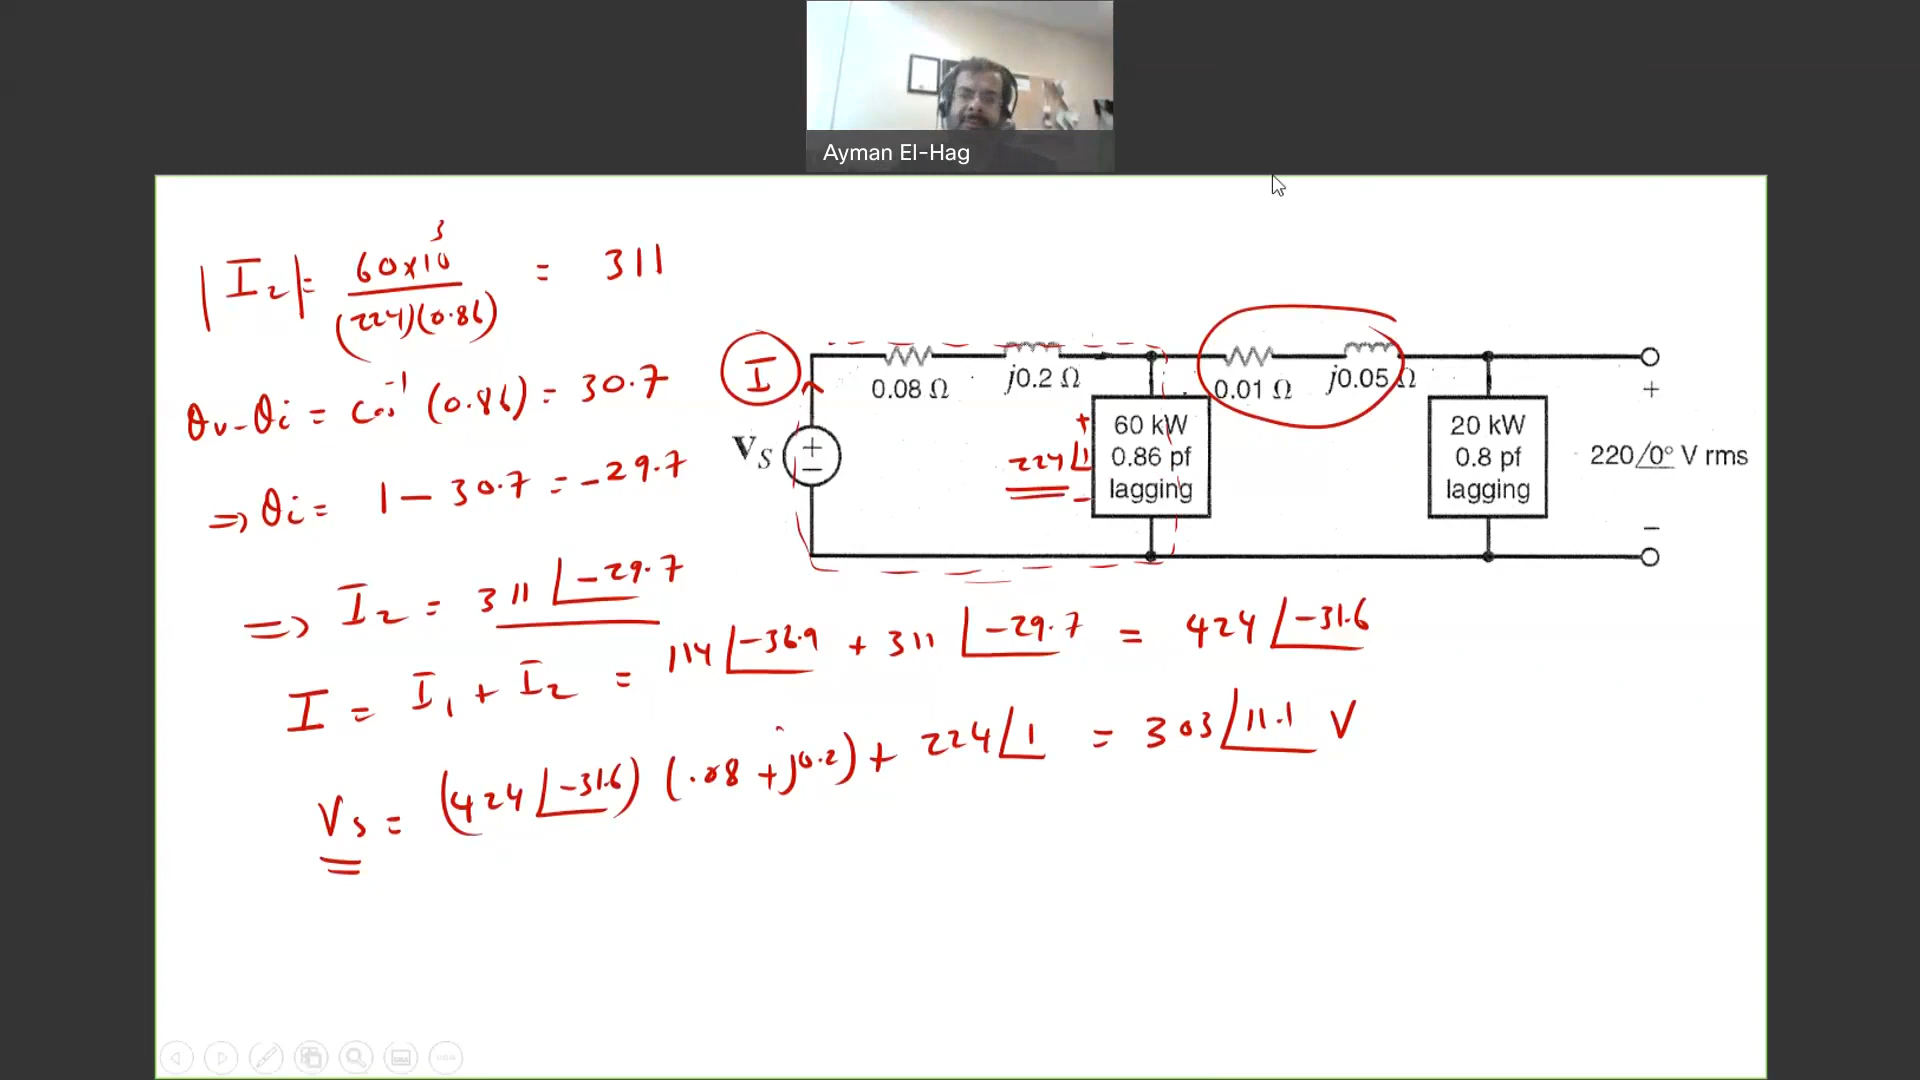 Ayman El-Hag
|I₂| = 60×10³ / (224)(0.86) = 311
θv-θi = cos⁻¹(0.86) = 30.7
⇒ θi = 1 - 30.7 = -29.7
⇒ I₂ = 311∠-29.7
I = I₁ + I₂ = 114∠-36.9 + 311∠-29.7 = 424∠-31.6
Vs = (424∠-31.6)(.08 + j0.2) + 224∠1 = 303∠11.1 V
I
0.08 Ω
j0.2 Ω
0.01 Ω
j0.05 Ω
V_S
+
−
+
224∠1
−
60 kW
0.86 pf
lagging
20 kW
0.8 pf
lagging
+
220/0° V rms
−